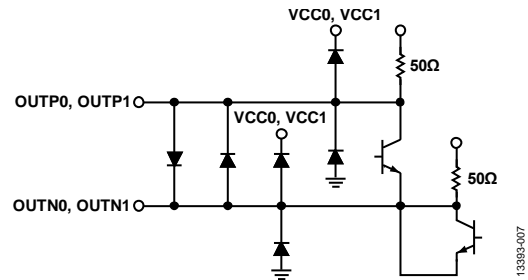 VCC0, VCC1
50Ω
OUTP0, OUTP1
VCC0, VCC1
50Ω
OUTN0, OUTN1
13393-007